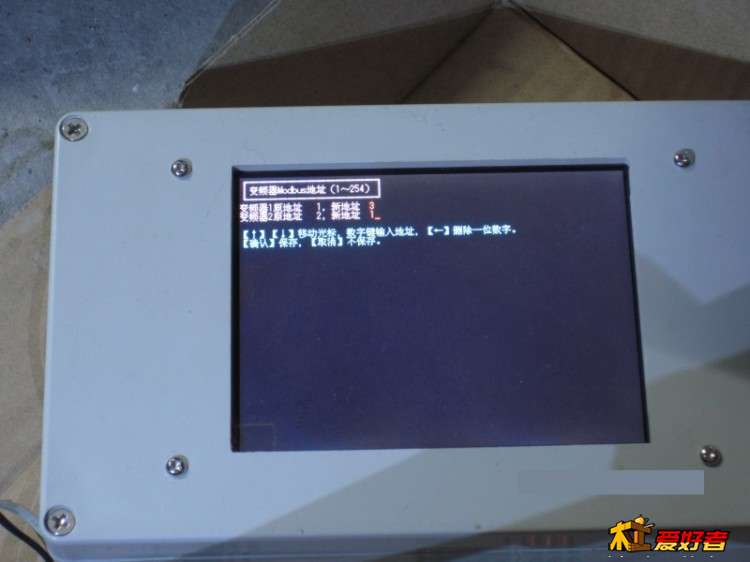 变频器Modbus地址（1～254）
变频器1原地址 1，新地址 3
变频器2原地址 2，新地址 1_
【↑】【↓】移动光标，数字键输入地址，【←】删除一位数字。
【确认】保存，【取消】不保存。
爱好者